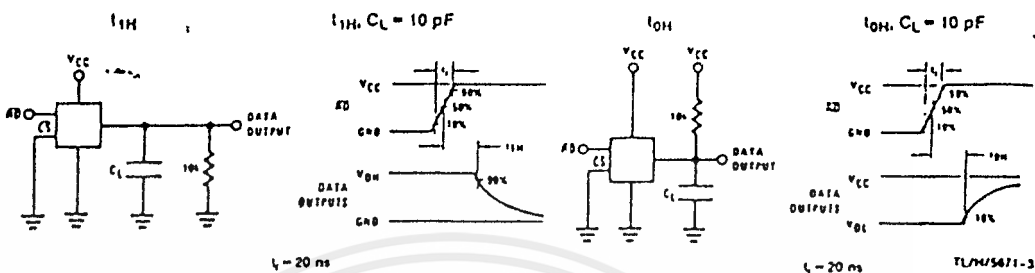 t1H
t1H, CL = 10 pF
t0H
t0H, CL = 10 pF
VCC
RD
CS
DATA
OUTPUT
CL
10k
VCC
RD
GND
tr
90%
50%
10%
t1H
VOH
90%
DATA
OUTPUTS
GND
tr = 20 ns
VCC
VCC
10k
RD
CS
DATA
OUTPUT
CL
VCC
RD
GND
tr
90%
50%
10%
t0H
VCC
DATA
OUTPUTS
VOL
10%
tr = 20 ns
TL/H/5671-3